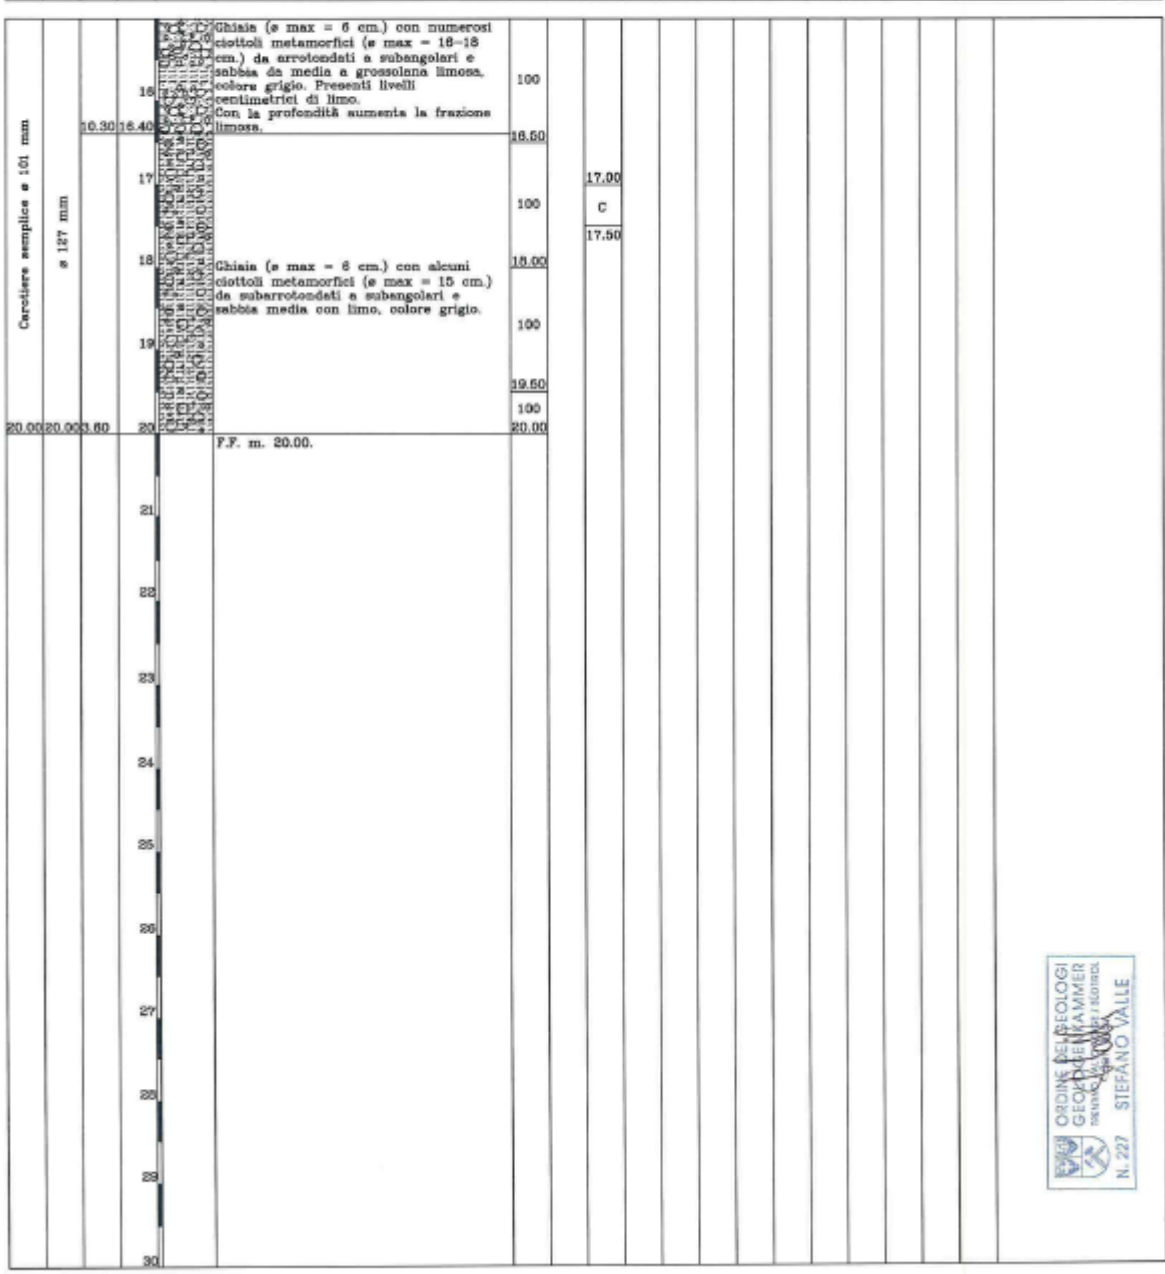 Ghiaia (ø max = 6 cm.) con numerosi
ciottoli metamorfici (ø max = 16-18
cm.) da arrotondati a subangolari e
sabbia da media a grossolana limosa,
colore grigio. Presenti livelli
centimetrici di limo.
Con la profondità aumenta la frazione
limosa.
100
16
10.30 16.40
16.50
Carotiere semplice ø 101 mm
ø 127 mm
17
17.00
100
C
17.50
18
18.00
Ghiaia (ø max = 6 cm.) con alcuni
ciottoli metamorfici (ø max = 15 cm.)
da subarrotondati a subangolari e
sabbia media con limo, colore grigio.
100
19
19.50
100
20.00 20.00 3.60 20
20.00
F.F. m. 20.00.
21
22
23
24
25
26
27
28
29
30
ORDINE DEI GEOLOGI
GEOLOGENKAMMER
N. 227 STEFANO VALLE